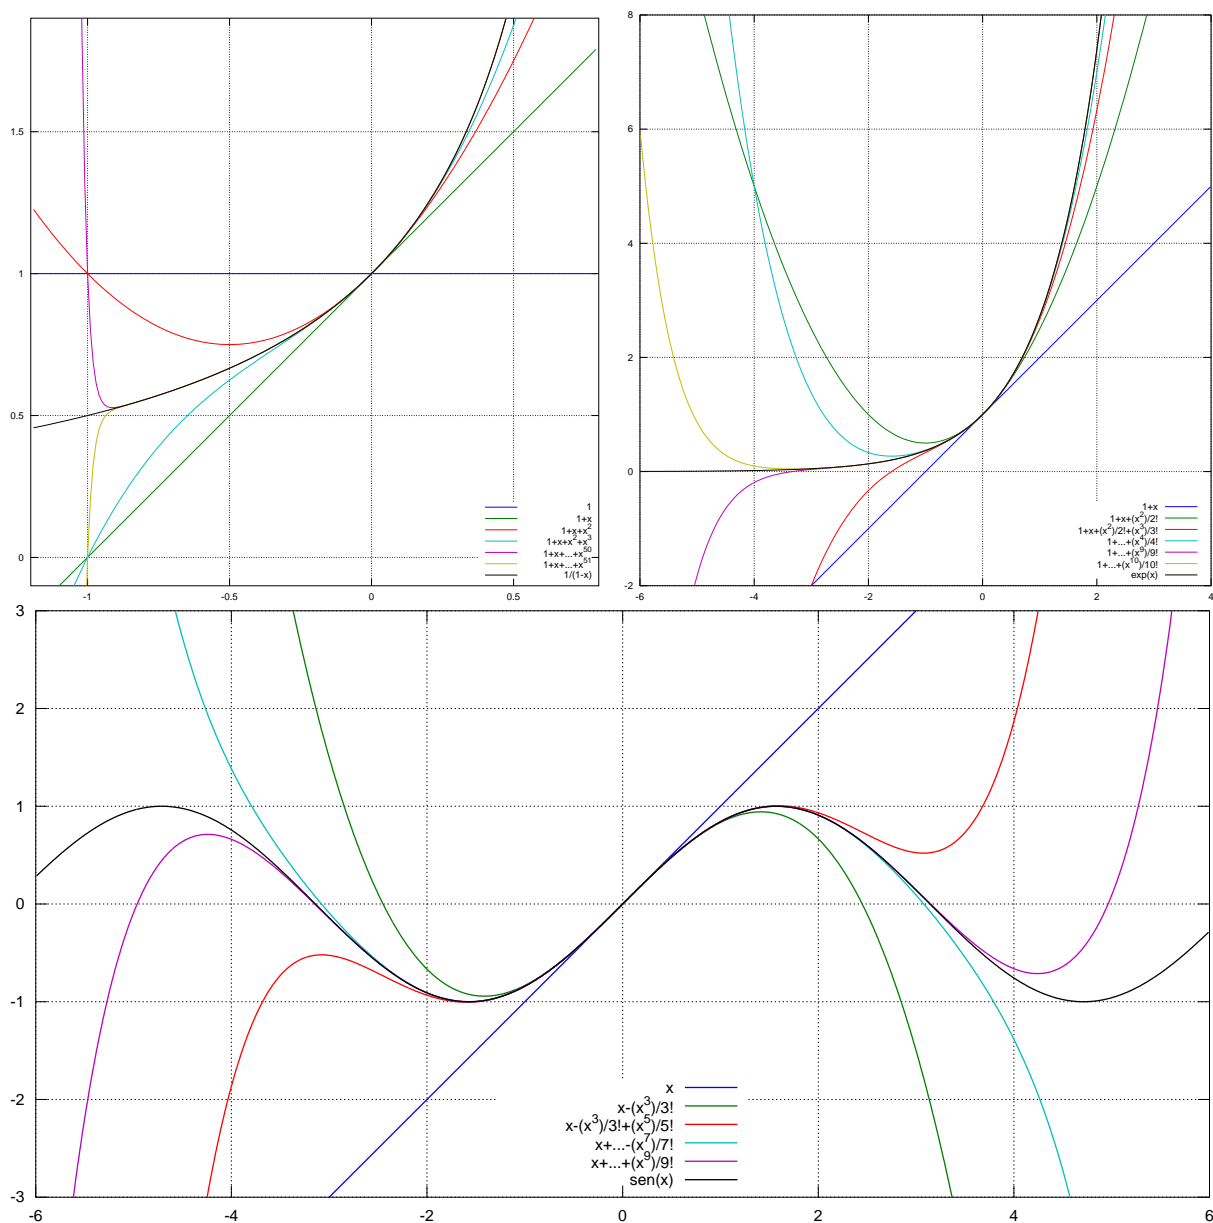 1.5
1
0.5
0
-1
-0.5
0
0.5
1
1+x
1+x+x²
1+x+x²+x³
1+x+...+x⁵⁰
1+x+...+x⁵¹
1/(1-x)
8
6
4
2
0
-2
-6
-4
-2
0
2
4
1+x
1+x+(x²)/2!
1+x+(x²)/2!+(x³)/3!
1+...+(x⁴)/4!
1+...+(x⁹)/9!
1+...+(x¹⁰)/10!
exp(x)
3
2
1
0
-1
-2
-3
-6
-4
-2
0
2
4
6
x
x-(x³)/3!
x-(x³)/3!+(x⁵)/5!
x+...-(x⁷)/7!
x+...+(x⁹)/9!
sen(x)